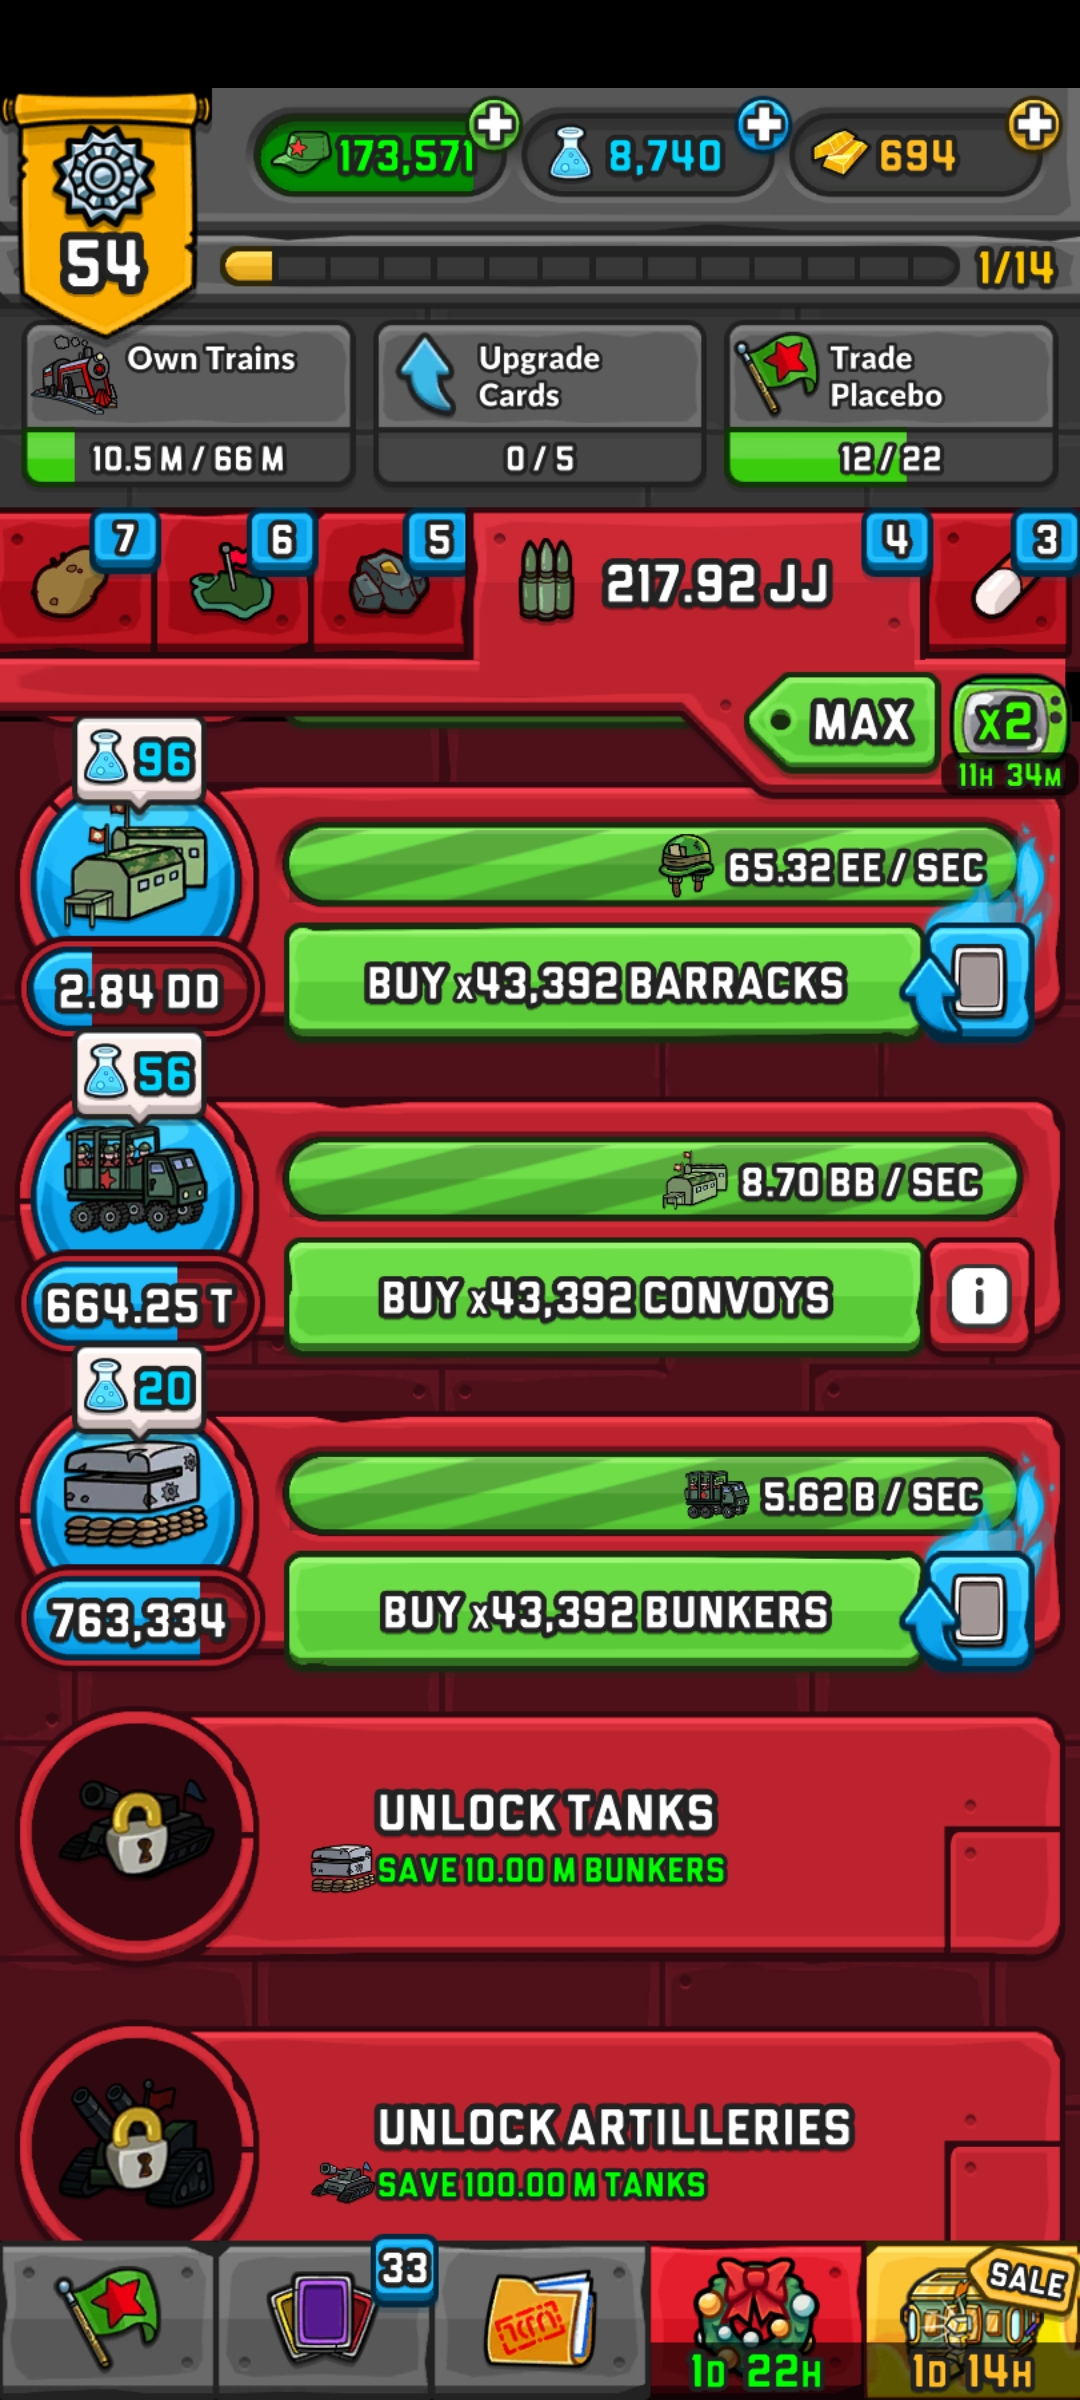 173,571
8,740
694
54
1/14
Own Trains
10.5 M / 66 M
Upgrade
Cards
0 / 5
Trade
Placebo
12 / 22
7
6
5
217.92 JJ
4
3
MAX
x2
11H 34M
96
65.32 EE / SEC
2.84 DD
BUY x43,392 BARRACKS
56
8.70 BB / SEC
664.25 T
BUY x43,392 CONVOYS
i
20
5.62 B / SEC
763,334
BUY x43,392 BUNKERS
UNLOCK TANKS
SAVE 10.00 M BUNKERS
UNLOCK ARTILLERIES
SAVE 100.00 M TANKS
33
SALE
1D 22H
1D 14H